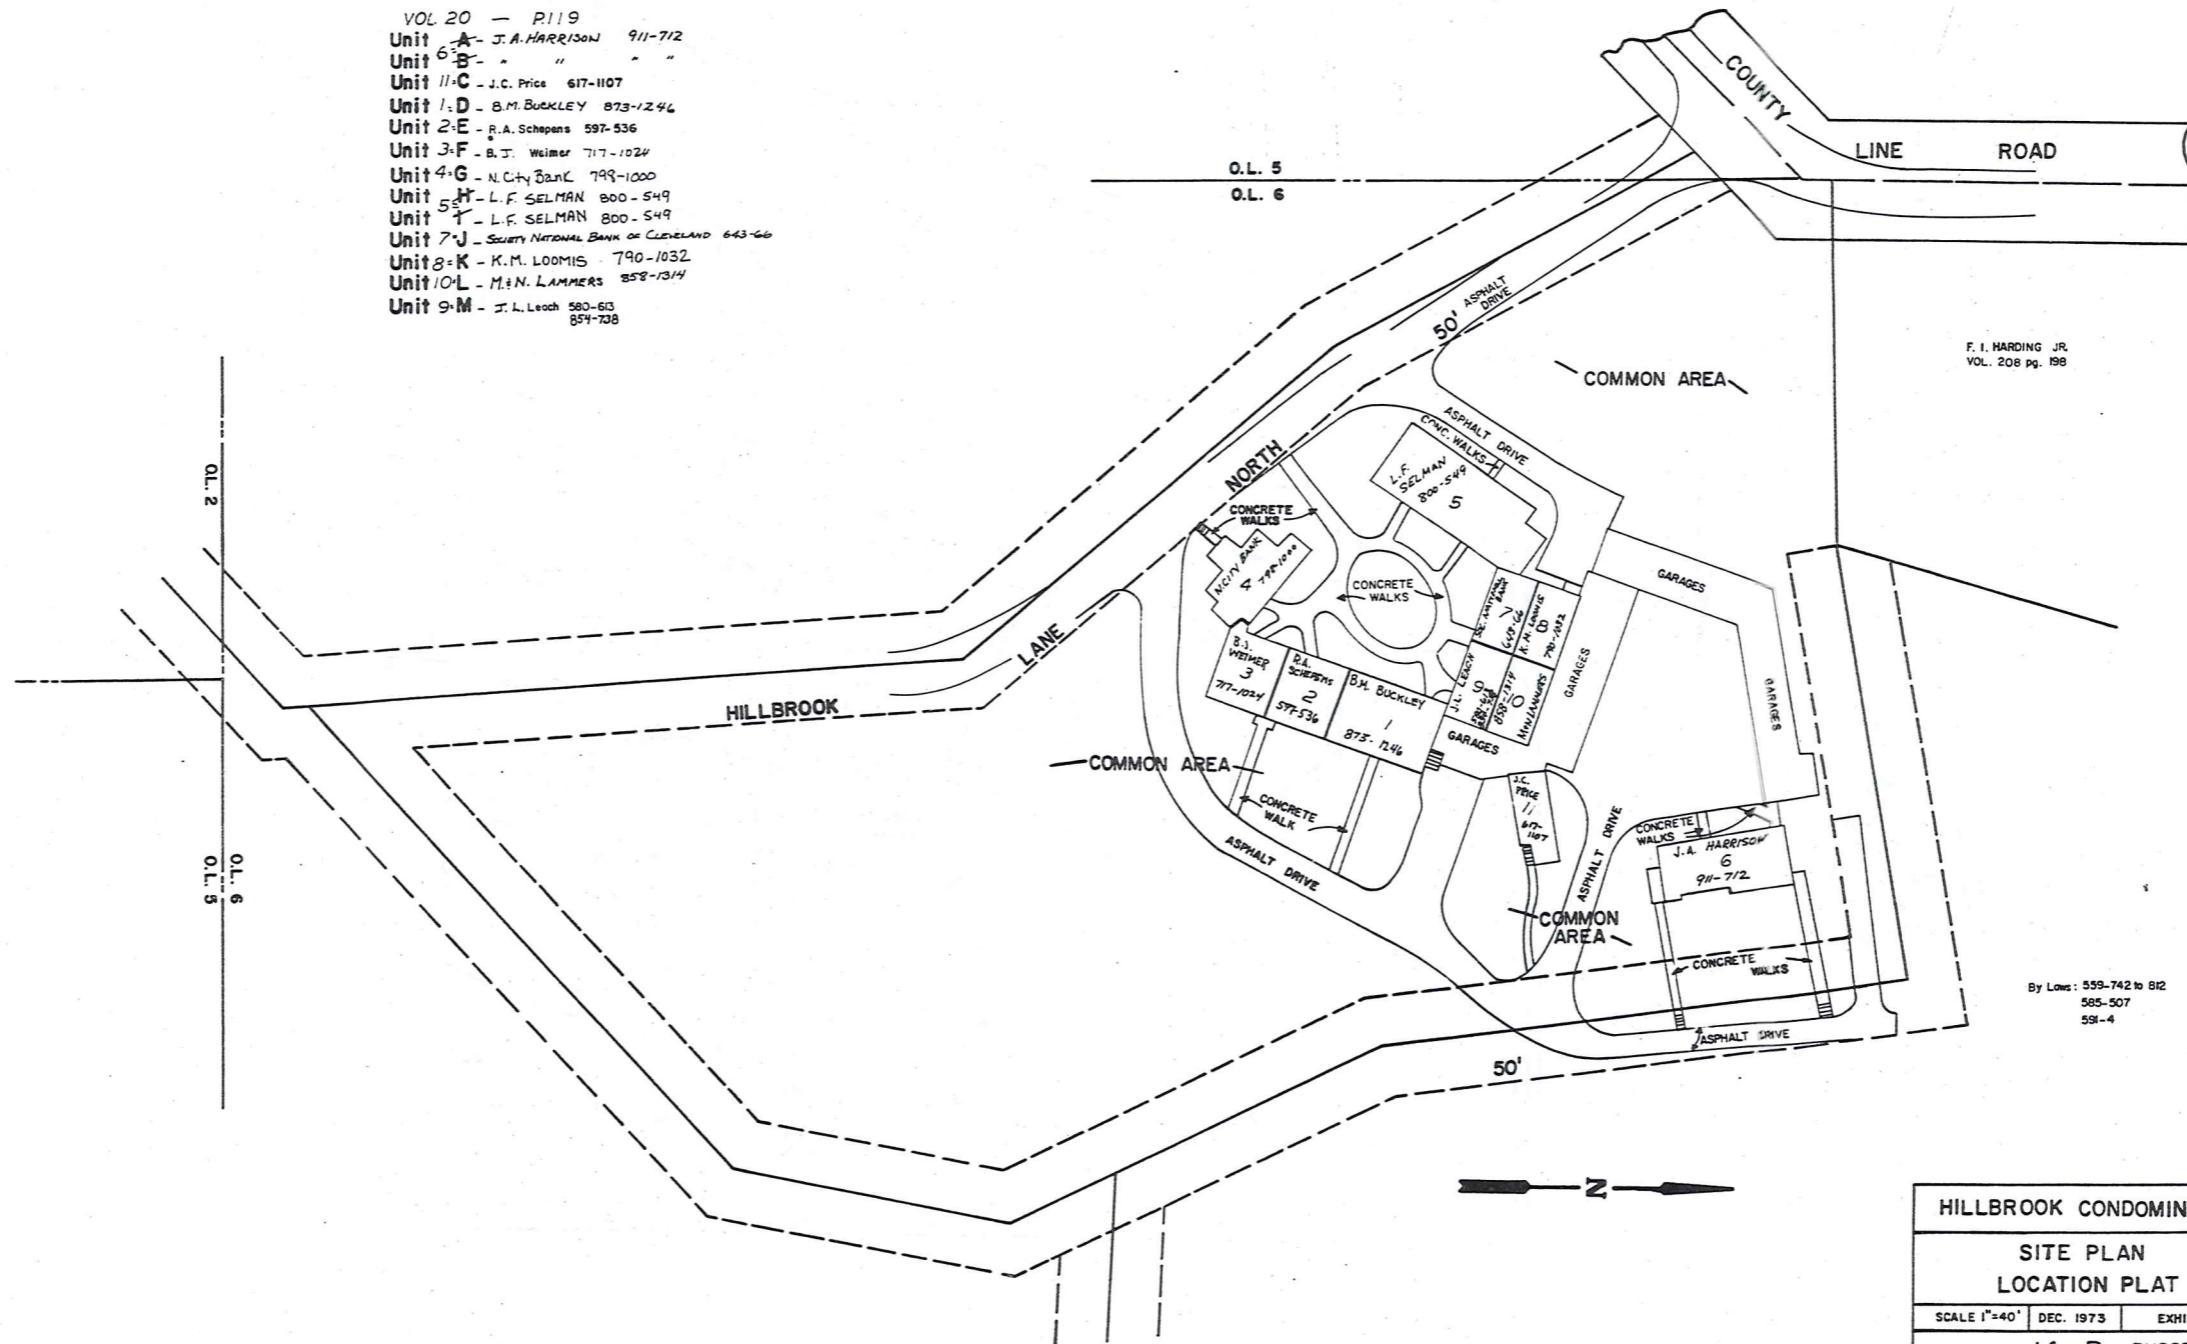 VOL 20 — P.119
Unit A - J.A. HARRISON 911-712
Unit 6= B - " " " "
Unit 11=C - J.C. Price 617-1107
Unit 1=D - B.M. BUCKLEY 873-1246
Unit 2=E - R.A. Schepens 597-536
Unit 3=F - B.J. Weimer 717-1024
Unit 4=G - N. City Bank 798-1000
Unit H - L.F. SELMAN 800-549
Unit 5= I - L.F. SELMAN 800-549
Unit 7=J - SOCIETY NATIONAL BANK OF CLEVELAND 643-66
Unit 8=K - K.M. LOOMIS 790-1032
Unit 10=L - M.&N. LAMMERS 858-1314
Unit 9=M - J.L. Leach 580-613
854-738
COUNTY
LINE ROAD
O.L. 5
O.L. 6
ASPHALT
DRIVE
50'
F. I. HARDING JR.
VOL. 208 pg. 198
COMMON AREA
ASPHALT DRIVE
CONC. WALKS
L.F.
SELMAN
800-549
5
NORTH
O.L. 2
CONCRETE
WALKS
N.CITY BANK
4 798-1000
CONCRETE
WALKS
GARAGES
SOC. NATIONAL
BANK
7
643-66
K. M. LOOMIS
8
790-1032
LANE
HILLBROOK
B.J.
WEIMER
3
717-1024
R.A.
SCHEPENS
2
597-536
B.M. BUCKLEY
1
873-1246
J.L. LEACH
9
10
858-1314
M&N LAMMERS
GARAGES
GARAGES
GARAGES
COMMON AREA
CONCRETE
WALK
ASPHALT DRIVE
J.C.
PRICE
11
617-
1107
ASPHALT DRIVE
CONCRETE
WALKS
J.A. HARRISON
6
911-712
O.L. 6
O.L. 5
COMMON
AREA
CONCRETE WALKS
By Laws: 559-742 to 812
585-507
591-4
ASPHALT DRIVE
50'
N
HILLBROOK CONDOMIN
SITE PLAN
LOCATION PLAT
SCALE 1"=40' DEC. 1973 EXHI